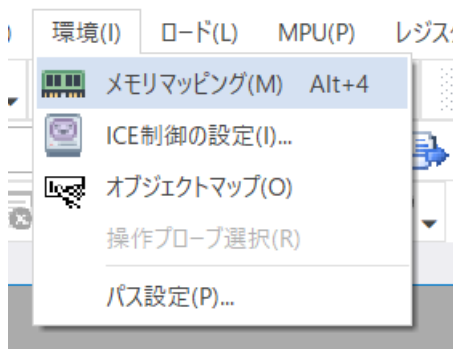 環境(I) ロード(L) MPU(P) レジス
メモリマッピング(M) Alt+4
ICE制御の設定(I)...
オブジェクトマップ(O)
操作プローブ選択(R)
パス設定(P)...